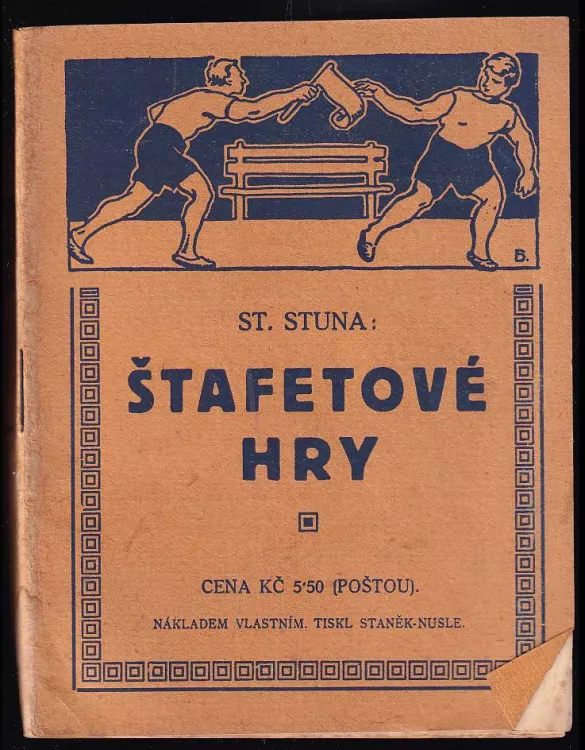 B.
ST. STUNA:
ŠTAFETOVÉ
HRY
CENA KČ 5·50 (POŠTOU).
NÁKLADEM VLASTNÍM. TISKL STANĚK-NUSLE.